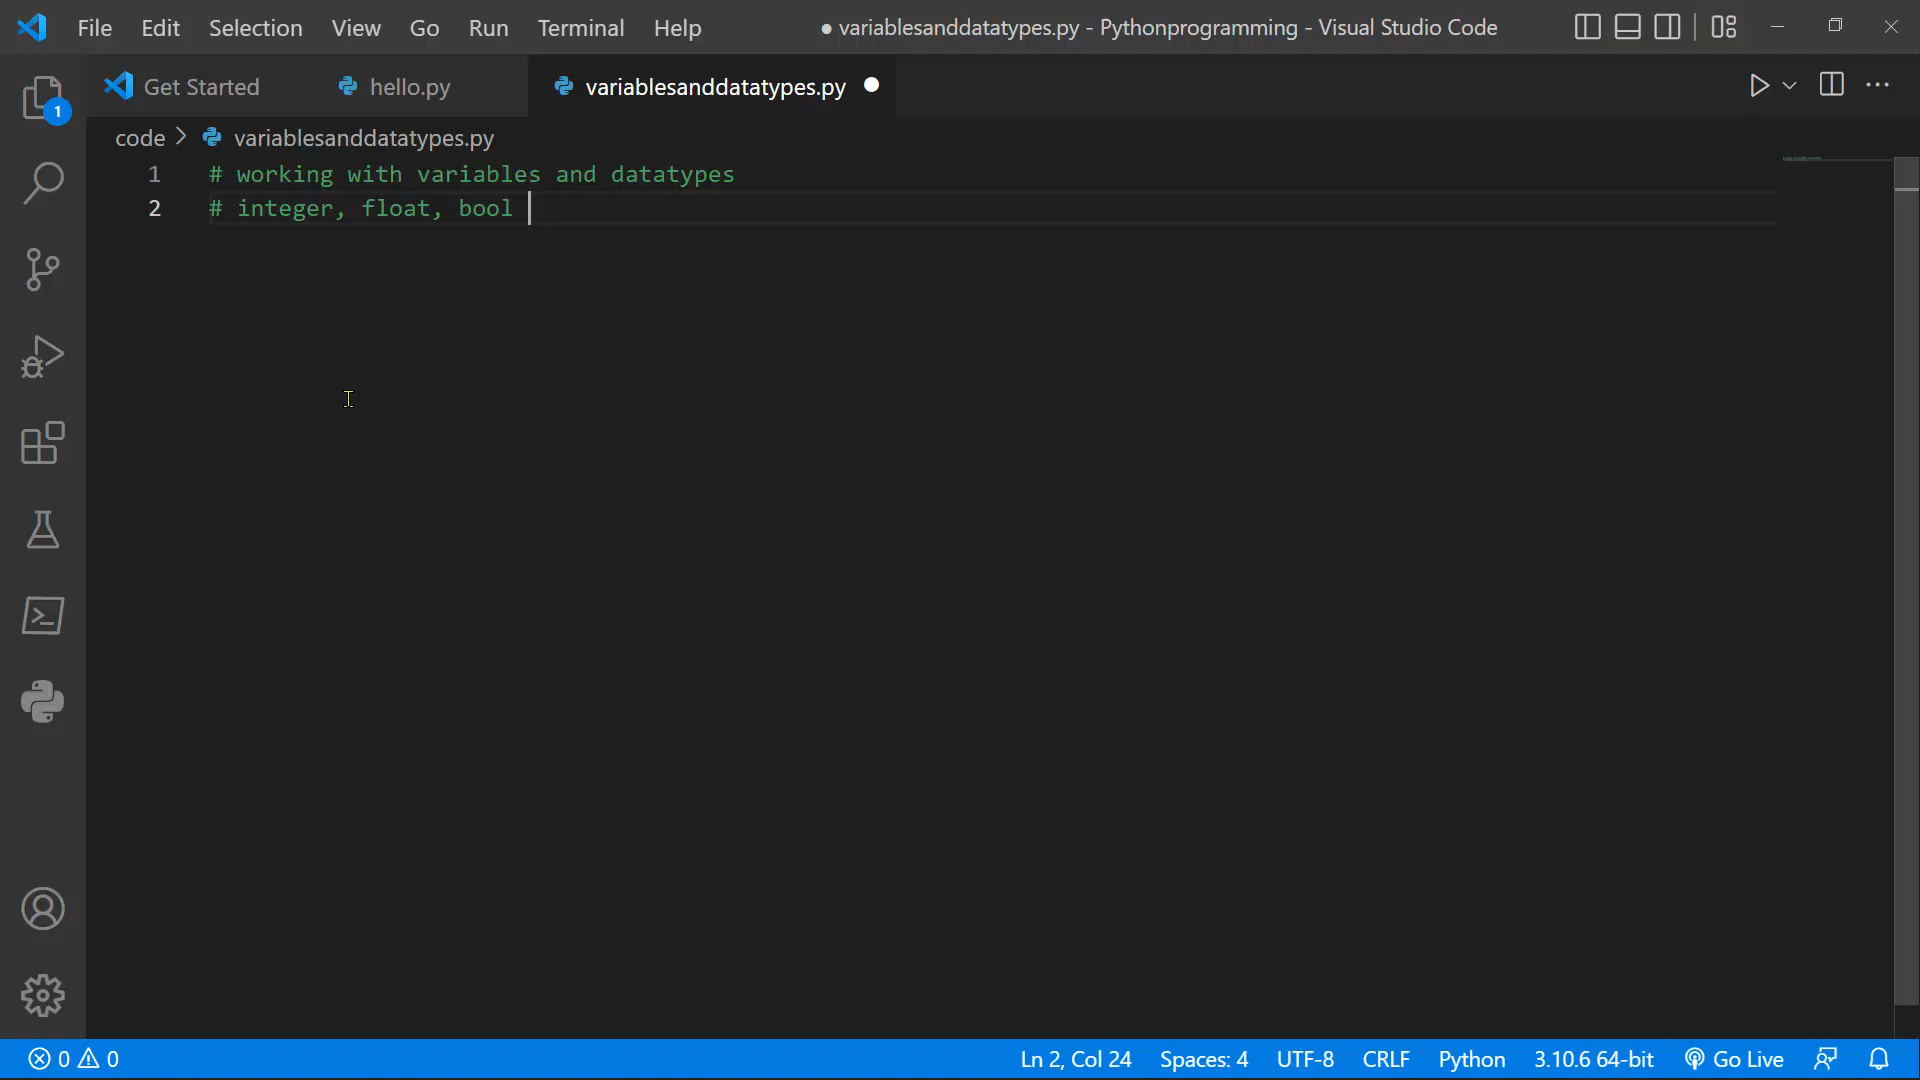 File Edit Selection View Go Run Terminal Help ● variablesanddatatypes.py - Pythonprogramming - Visual Studio Code
Get Started hello.py variablesanddatatypes.py
1
code > variablesanddatatypes.py
1 # working with variables and datatypes
2 # integer, float, bool
0 0 Ln 2, Col 24 Spaces: 4 UTF-8 CRLF Python 3.10.6 64-bit Go Live